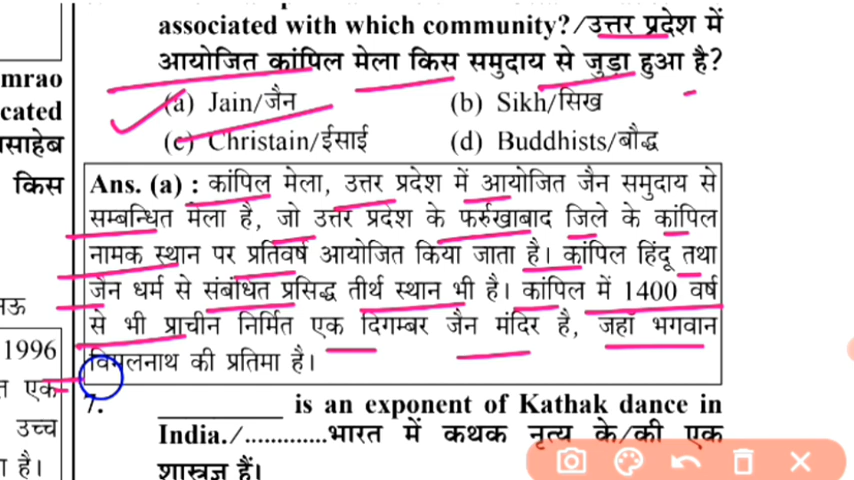 associated with which community?/उत्तर प्रदेश में
आयोजित कांपिल मेला किस समुदाय से जुड़ा हुआ है?
(a) Jain/जैन (b) Sikh/सिख
(c) Christain/ईसाई (d) Buddhists/बौद्ध
Ans. (a) : कांपिल मेला, उत्तर प्रदेश में आयोजित जैन समुदाय से
सम्बन्धित मेला है, जो उत्तर प्रदेश के फर्रुखाबाद जिले के कांपिल
नामक स्थान पर प्रतिवर्ष आयोजित किया जाता है। कांपिल हिंदू तथा
जैन धर्म से संबंधित प्रसिद्ध तीर्थ स्थान भी है। कांपिल में 1400 वर्ष
से भी प्राचीन निर्मित एक दिगम्बर जैन मंदिर है, जहां भगवान
विमलनाथ की प्रतिमा है।
7. __________ is an exponent of Kathak dance in
India./.............भारत में कथक नृत्य के/की एक
शास्त्रज्ञ हैं।
mrao
cated
साहेब
किस
1996
एक
उच्च
है।